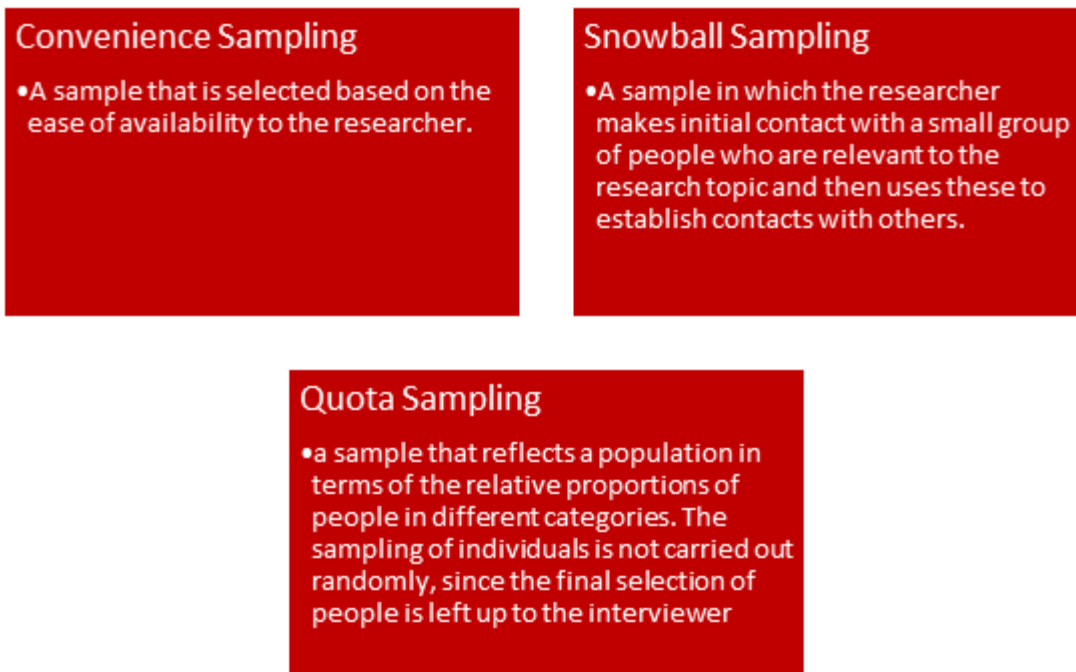 Convenience Sampling
•A sample that is selected based on the
ease of availability to the researcher.
Snowball Sampling
•A sample in which the researcher
makes initial contact with a small group
of people who are relevant to the
research topic and then uses these to
establish contacts with others.
Quota Sampling
•a sample that reflects a population in
terms of the relative proportions of
people in different categories. The
sampling of individuals is not carried out
randomly, since the final selection of
people is left up to the interviewer